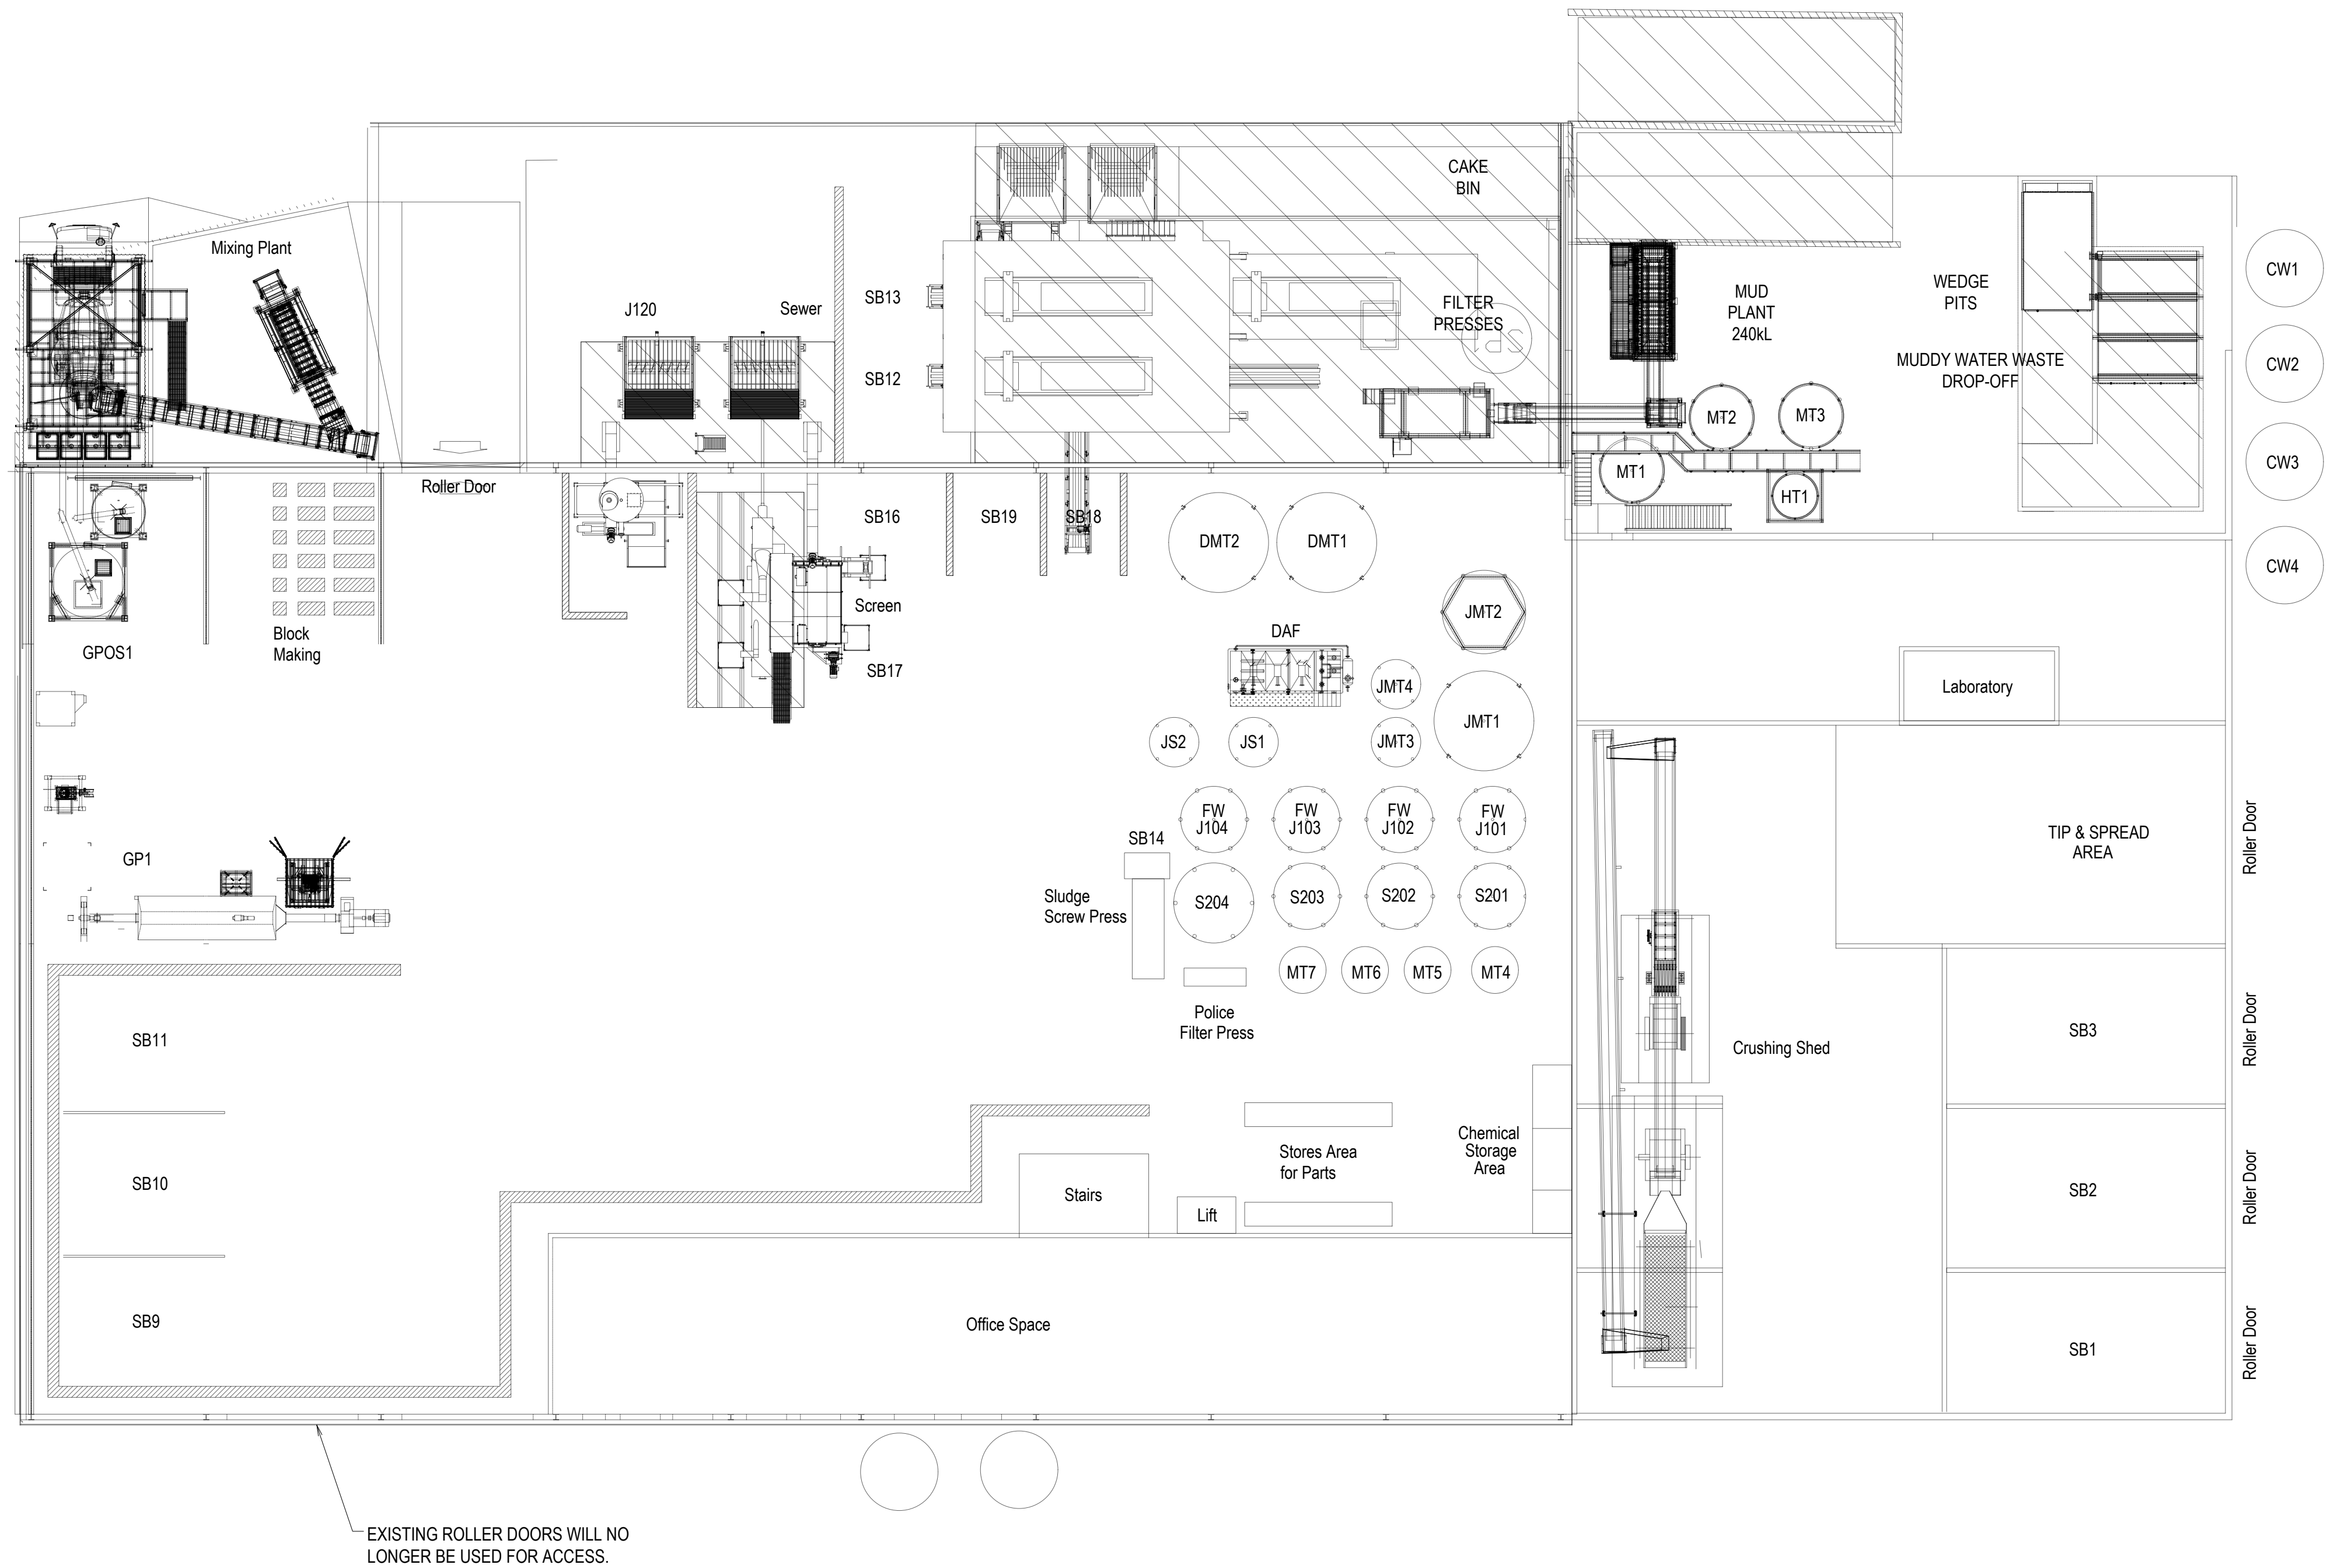 CAKE
BIN
Mixing Plant
J120
Sewer
SB13
SB12
FILTER
PRESSES
MUD
PLANT
240kL
WEDGE
PITS
MUDDY WATER WASTE
DROP-OFF
CW1
CW2
CW3
CW4
MT2
MT3
MT1
HT1
Roller Door
SB16
SB19
SB18
DMT2
DMT1
Screen
SB17
GPOS1
Block
Making
DAF
JMT2
JMT4
JMT1
JMT3
JS2
JS1
Laboratory
FW
J104
FW
J103
FW
J102
FW
J101
SB14
S204
S203
S202
S201
Sludge
Screw Press
GP1
MT7
MT6
MT5
MT4
Police
Filter Press
TIP & SPREAD
AREA
Roller Door
SB11
SB10
SB9
Crushing Shed
SB3
Roller Door
SB2
Roller Door
SB1
Roller Door
Chemical
Storage
Area
Stores Area
for Parts
Stairs
Lift
Office Space
EXISTING ROLLER DOORS WILL NO
LONGER BE USED FOR ACCESS.